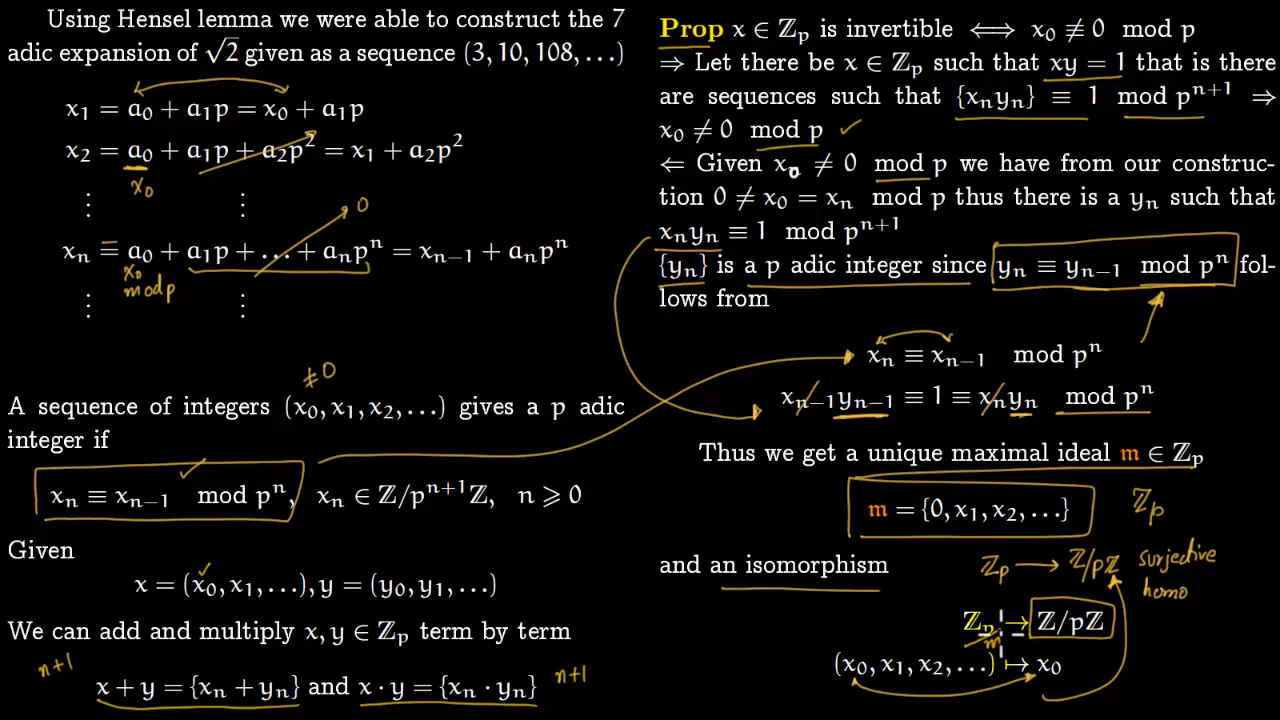 Using Hensel lemma we were able to construct the 7
adic expansion of √2 given as a sequence (3, 10, 108, …)
x₁ = a₀ + a₁p = x₀ + a₁p
x₂ = a₀ + a₁p + a₂p² = x₁ + a₂p²
x₀
⋮ ⋮
0
xₙ = a₀ + a₁p + … + aₙpⁿ = xₙ₋₁ + aₙpⁿ
x₀
mod p
⋮ ⋮
≠0
A sequence of integers (x₀, x₁, x₂, …) gives a p adic
integer if
xₙ ≡ xₙ₋₁ mod pⁿ, xₙ ∈ Z/pⁿ⁺¹Z, n ⩾ 0
Given
x = (x₀, x₁, …), y = (y₀, y₁, …)
We can add and multiply x, y ∈ ℤₚ term by term
n+1
x + y = {xₙ + yₙ} and x · y = {xₙ · yₙ} n+1
Prop x ∈ ℤₚ is invertible ⟺ x₀ ≢ 0 mod p
⇒ Let there be x ∈ ℤₚ such that xy = 1 that is there
are sequences such that {xₙyₙ} ≡ 1 mod pⁿ⁺¹ ⇒
x₀ ≠ 0 mod p ✓
⇐ Given x₀ ≠ 0 mod p we have from our construc-
tion 0 ≠ x₀ = xₙ mod p thus there is a yₙ such that
xₙyₙ ≡ 1 mod pⁿ⁺¹
{yₙ} is a p adic integer since yₙ ≡ yₙ₋₁ mod pⁿ fol-
lows from
xₙ ≡ xₙ₋₁ mod pⁿ
xₙ₋₁yₙ₋₁ ≡ 1 ≡ xₙyₙ mod pⁿ
Thus we get a unique maximal ideal 𝔪 ∈ ℤₚ
𝔪 = {0, x₁, x₂, …} ℤₚ
and an isomorphism ℤₚ → ℤ/pℤ surjective
homo
ℤₚ → ℤ/pℤ
m
(x₀, x₁, x₂, …) ↦ x₀